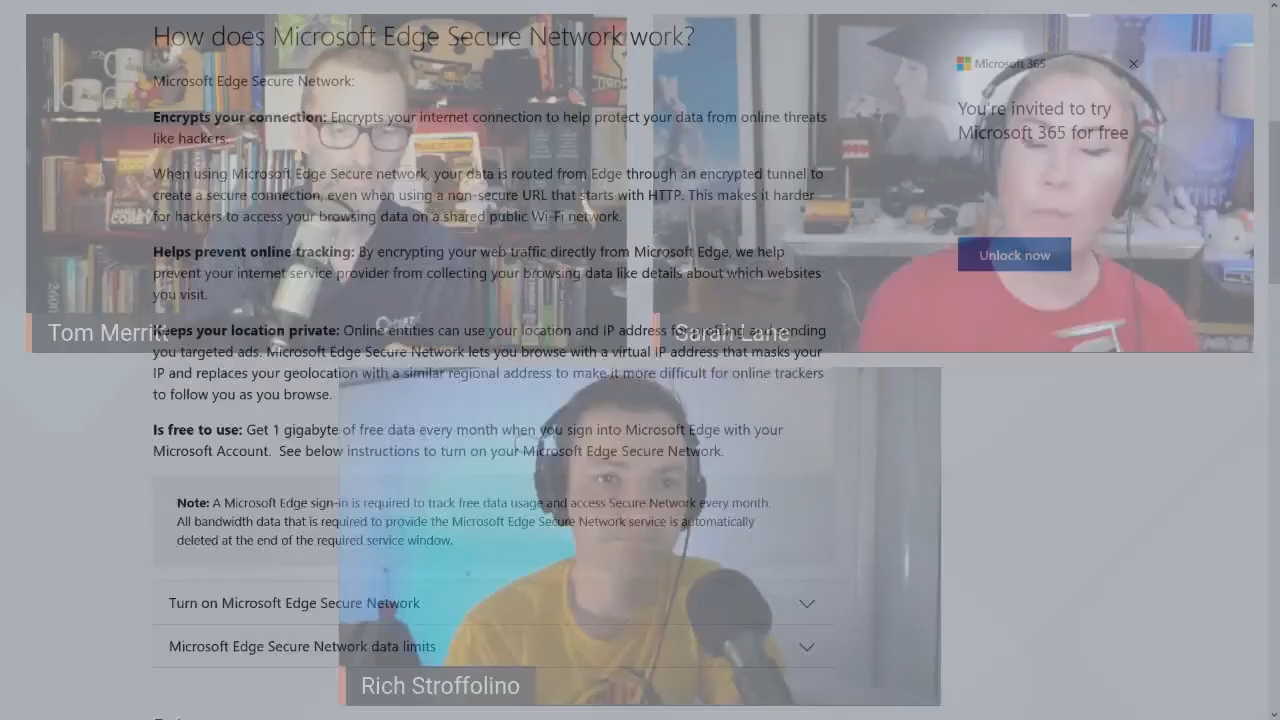 How does Microsoft Edge Secure Network work?
Microsoft Edge Secure Network:
Encrypts your connection: Encrypts your internet connection to help protect your data from online threats
like hackers.
When using Microsoft Edge Secure network, your data is routed from Edge through an encrypted tunnel to
create a secure connection, even when using a non-secure URL that starts with HTTP. This makes it harder
for hackers to access your browsing data on a shared public Wi-Fi network.
Helps prevent online tracking: By encrypting your web traffic directly from Microsoft Edge, we help
prevent your internet service provider from collecting your browsing data like details about which websites
you visit.
Keeps your location private: Online entities can use your location and IP address for profiling and sending
you targeted ads. Microsoft Edge Secure Network lets you browse with a virtual IP address that masks your
IP and replaces your geolocation with a similar regional address to make it more difficult for online trackers
to follow you as you browse.
Is free to use: Get 1 gigabyte of free data every month when you sign into Microsoft Edge with your
Microsoft Account. See below instructions to turn on your Microsoft Edge Secure Network.
Note: A Microsoft Edge sign-in is required to track free data usage and access Secure Network every month.
All bandwidth data that is required to provide the Microsoft Edge Secure Network service is automatically
deleted at the end of the required service window.
Turn on Microsoft Edge Secure Network
Microsoft Edge Secure Network data limits
Microsoft 365
You're invited to try
Microsoft 365 for free
Unlock now
Tom Merritt
Sarah Lane
Rich Stroffolino